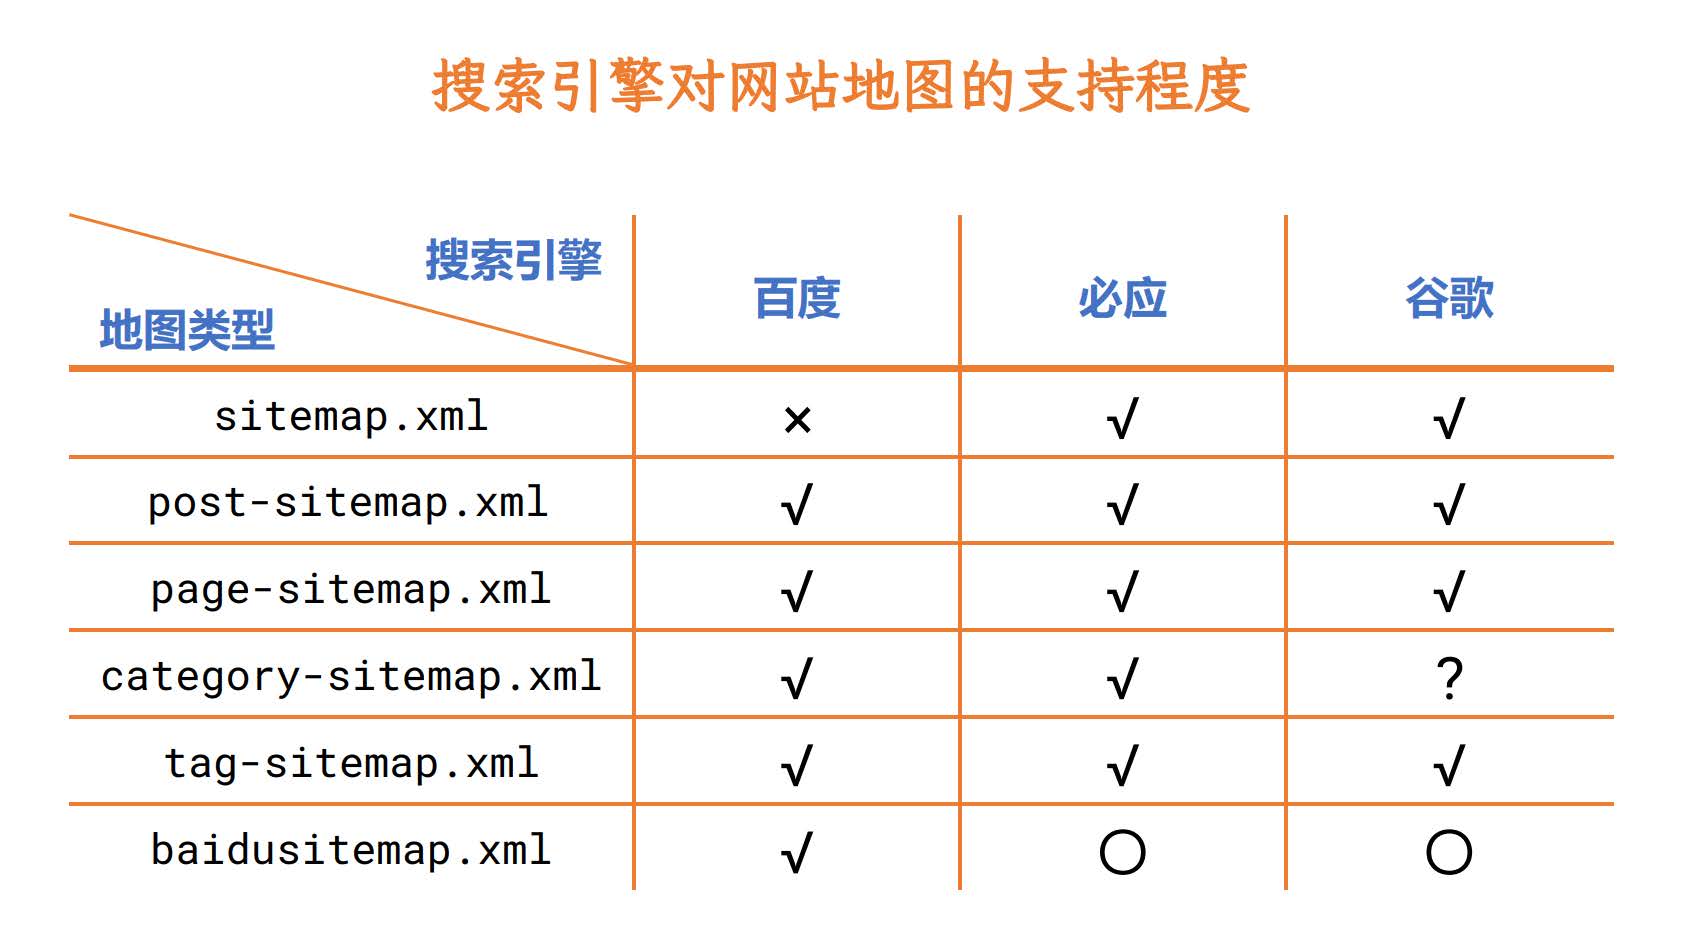 搜索引擎对网站地图的支持程度
搜索引擎
地图类型
百度 必应 谷歌
sitemap.xml × √ √
post-sitemap.xml √ √ √
page-sitemap.xml √ √ √
category-sitemap.xml √ √ ?
tag-sitemap.xml √ √ √
baidusitemap.xml √ ○ ○